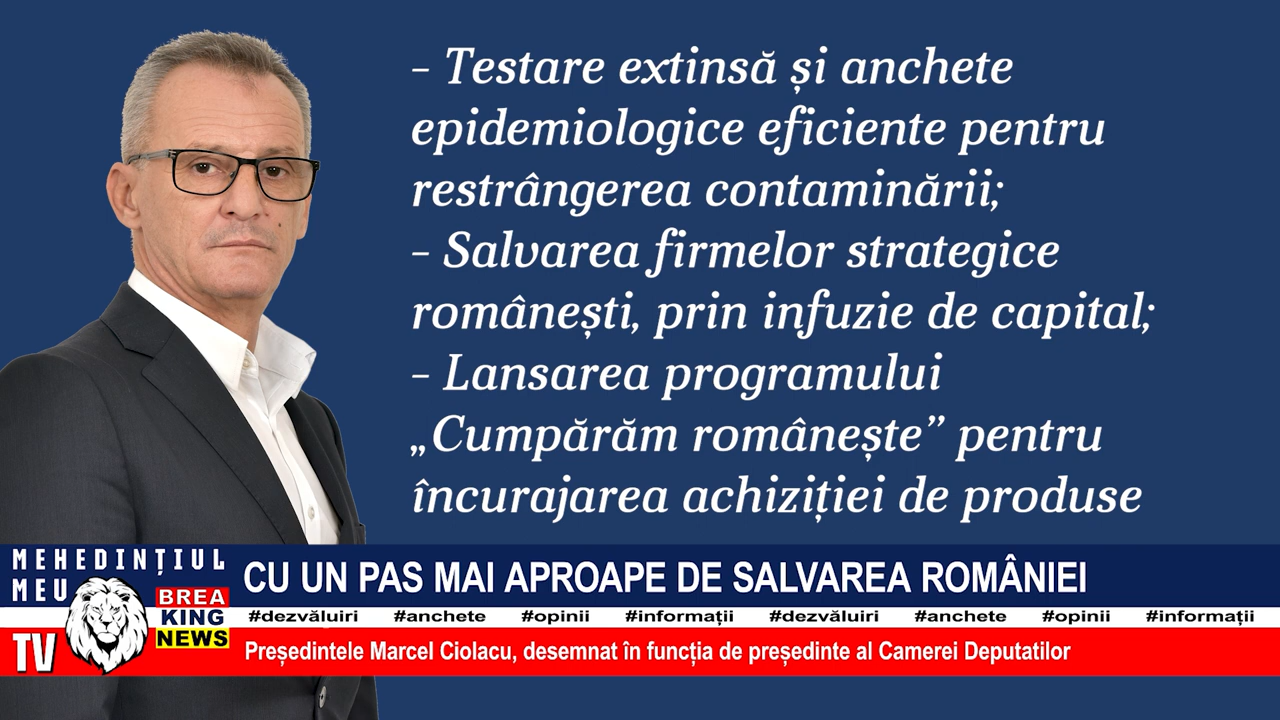 – Testare extinsă și anchete
epidemiologice eficiente pentru
restrângerea contaminării;
– Salvarea firmelor strategice
românești, prin infuzie de capital;
– Lansarea programului
„Cumpărăm românește” pentru
încurajarea achiziției de produse
MEHEDINȚIUL
MEU
TV
BREA
KING
NEWS
CU UN PAS MAI APROAPE DE SALVAREA ROMÂNIEI
#dezvăluiri #anchete #opinii #informații #dezvăluiri #anchete #opinii #informații
Președintele Marcel Ciolacu, desemnat în funcția de președinte al Camerei Deputatilor